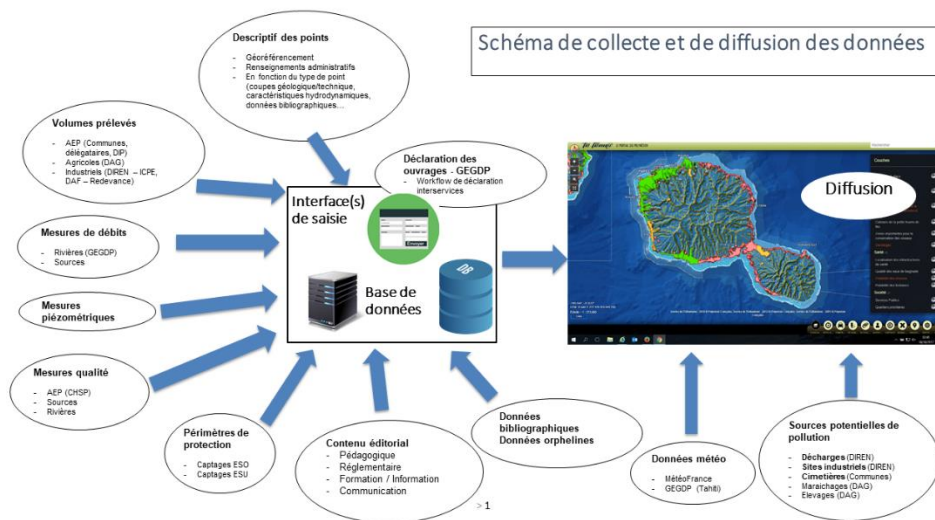 Schéma de collecte et de diffusion des données
Descriptif des points
- Géoréférencement
- Renseignements administratifs
- En fonction du type de point
(coupes géologique/technique,
caractéristiques hydrodynamiques,
données bibliographiques…
Volumes prélevés
- AEP (Communes,
délégataires, DIP)
- Agricoles (DAG)
- Industriels (DIREN – ICPE,
DAF – Redevance)
Déclaration des
ouvrages - GEGDP
- Workflow de déclaration
interservices
Interface(s)
de saisie
Envoyer
Mesures de débits
- Rivières (GEGDP)
- Sources
Mesures
piézométriques
Base de
données
DB
Mesures qualité
- AEP (CHSP)
- Sources
- Rivières
Périmètres de
protection
- Captages ESO
- Captages ESU
Contenu éditorial
- Pédagogique
- Réglementaire
- Formation / Information
- Communication
Données
bibliographiques
Données orphelines
Diffusion
Données météo
- MétéoFrance
- GEGDP (Tahiti)
Sources potentielles de
pollution
- Décharges (DIREN)
- Sites industriels (DIREN)
- Cimetières (Communes)
- Maraichages (DAG)
- Elevages (DAG)
> 1